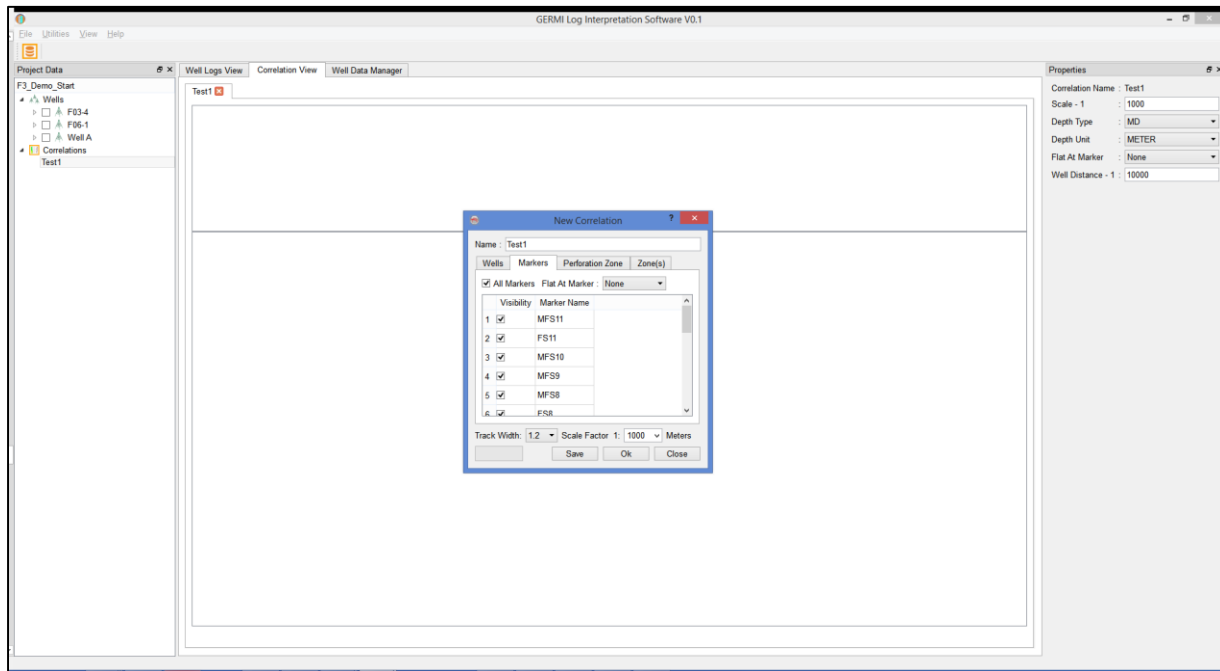 GERMI Log Interpretation Software V0.1
File Utilities View Help
Project Data
F3_Demo_Start
Wells
F03-4
F06-1
Well A
Correlations
Test1
Well Logs View Correlation View Well Data Manager
Test1
New Correlation ?
Name : Test1
Wells Markers Perforation Zone Zone(s)
All Markers Flat At Marker : None
Visibility Marker Name
1 MFS11
2 FS11
3 MFS10
4 MFS9
5 MFS8
6 FS8
Track Width: 1.2 Scale Factor 1: 1000 Meters
Save Ok Close
Properties
Correlation Name : Test1
Scale - 1 : 1000
Depth Type : MD
Depth Unit : METER
Flat At Marker : None
Well Distance - 1 : 10000